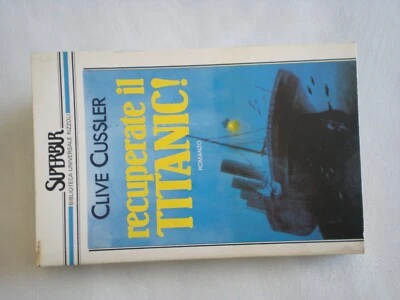 SUPERBUR
BIBLIOTECA UNIVERSALE RIZZOLI
CLIVE CUSSLER
recuperate il
TITANIC!
ROMANZO